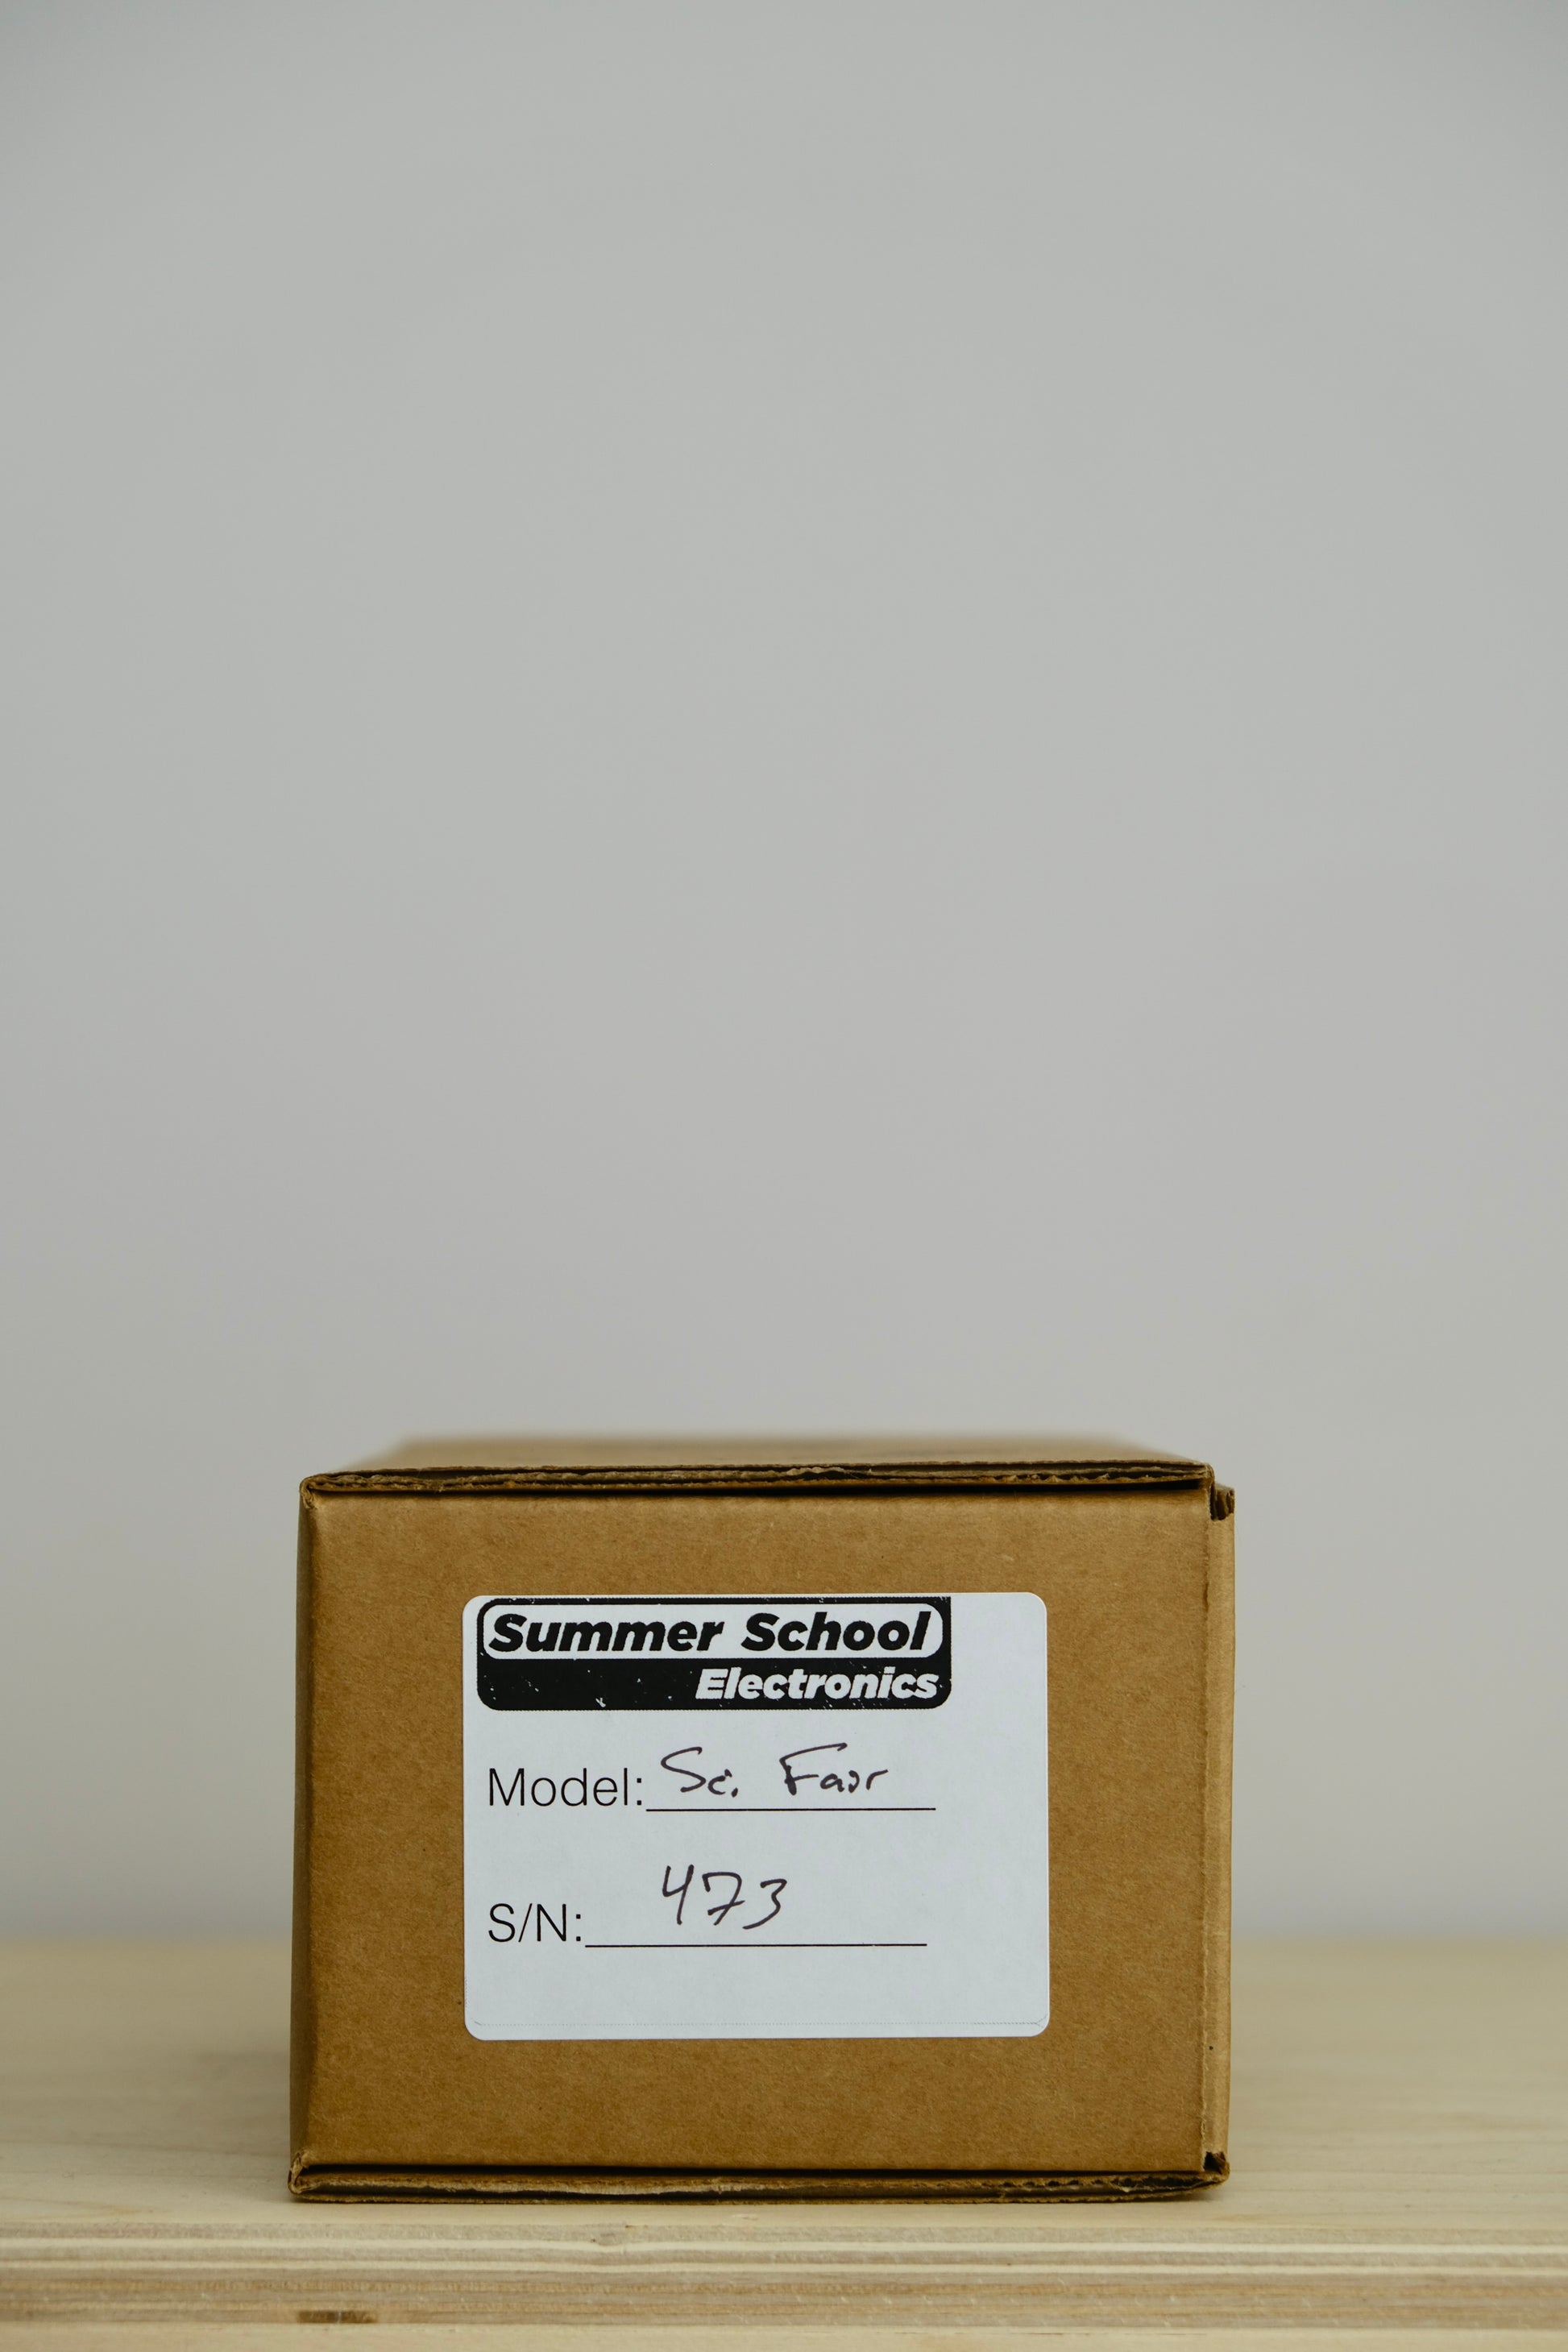 Summer School
Electronics
Model: Sc. Fair
S/N: 473